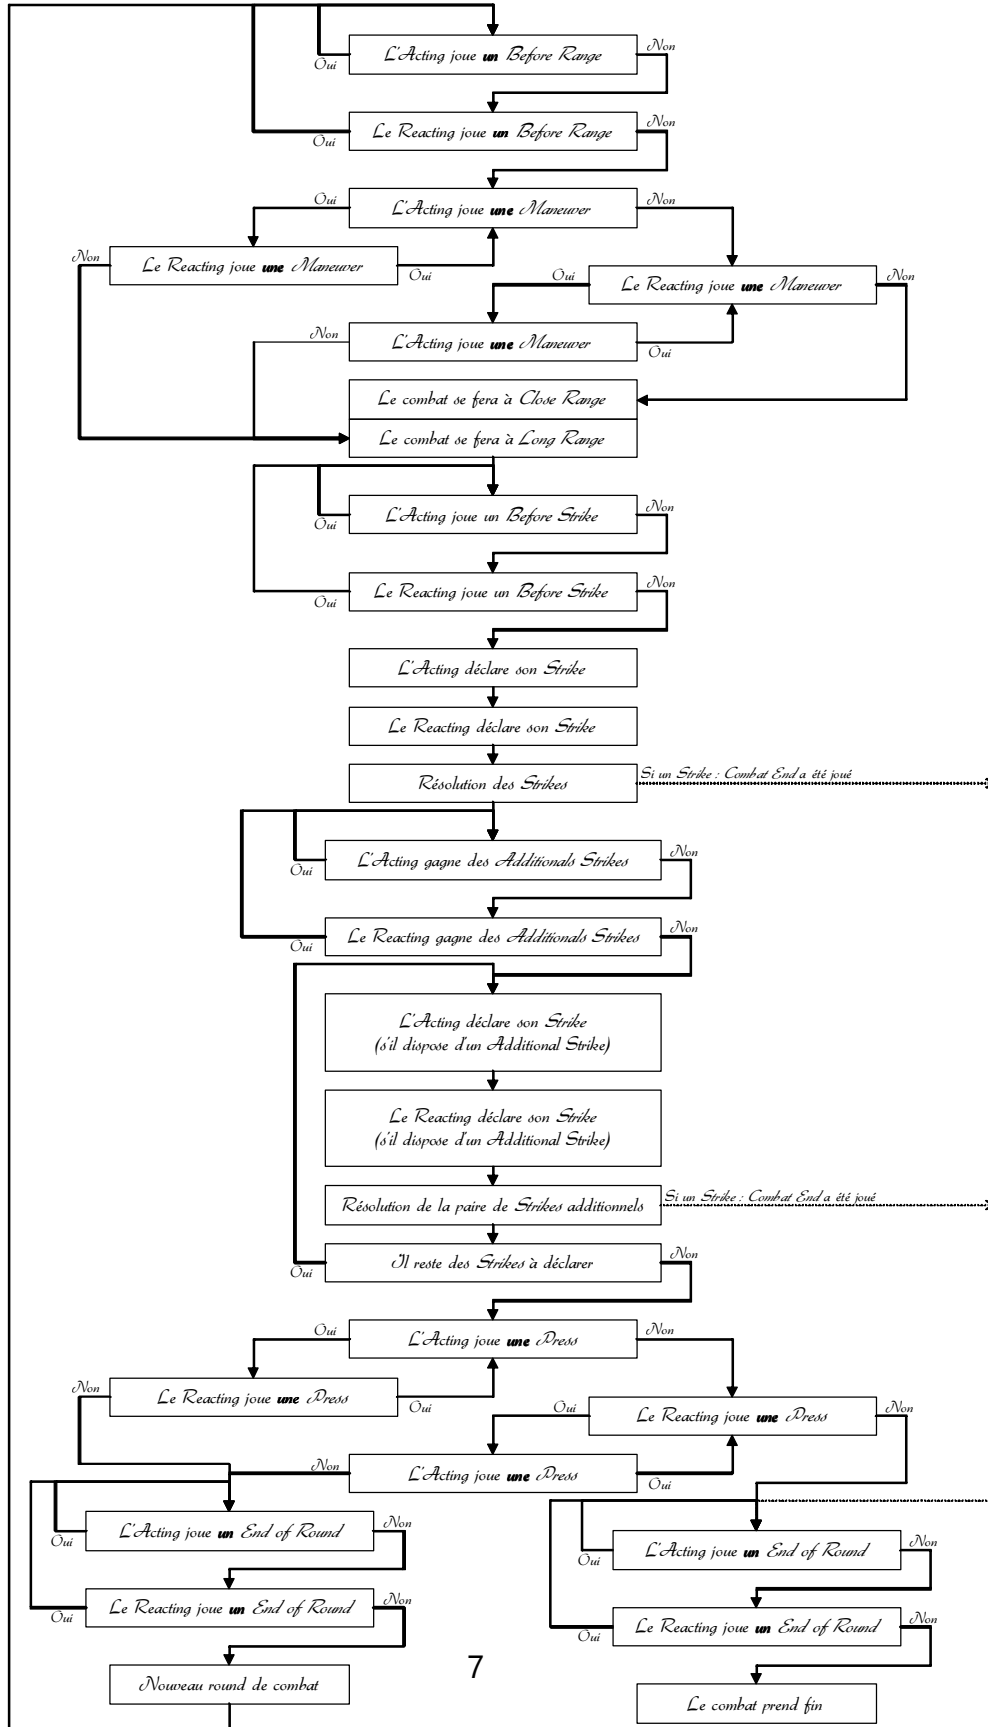 L'Acting joue un Before Range
Oui
Non
Le Reacting joue un Before Range
Oui
Non
L'Acting joue une Maneuver
Oui
Non
Le Reacting joue une Maneuver
Non
Oui
Le Reacting joue une Maneuver
Oui
Non
L'Acting joue une Maneuver
Non
Oui
Le combat se fera à Close Range
Le combat se fera à Long Range
L'Acting joue un Before Strike
Oui
Non
Le Reacting joue un Before Strike
Oui
Non
L'Acting déclare son Strike
Le Reacting déclare son Strike
Résolution des Strikes
Si un Strike : Combat End a été joué
L'Acting gagne des Additionals Strikes
Oui
Non
Le Reacting gagne des Additionals Strikes
Oui
Non
L'Acting déclare son Strike
(s'il dispose d'un Additional Strike)
Le Reacting déclare son Strike
(s'il dispose d'un Additional Strike)
Résolution de la paire de Strikes additionnels
Si un Strike : Combat End a été joué
Il reste des Strikes à déclarer
Oui
Non
L'Acting joue une Press
Oui
Non
Le Reacting joue une Press
Non
Oui
Le Reacting joue une Press
Oui
Non
L'Acting joue une Press
Non
Oui
L'Acting joue un End of Round
Oui
Non
Le Reacting joue un End of Round
Oui
Non
Nouveau round de combat
L'Acting joue un End of Round
Oui
Non
Le Reacting joue un End of Round
Oui
Non
Le combat prend fin
7